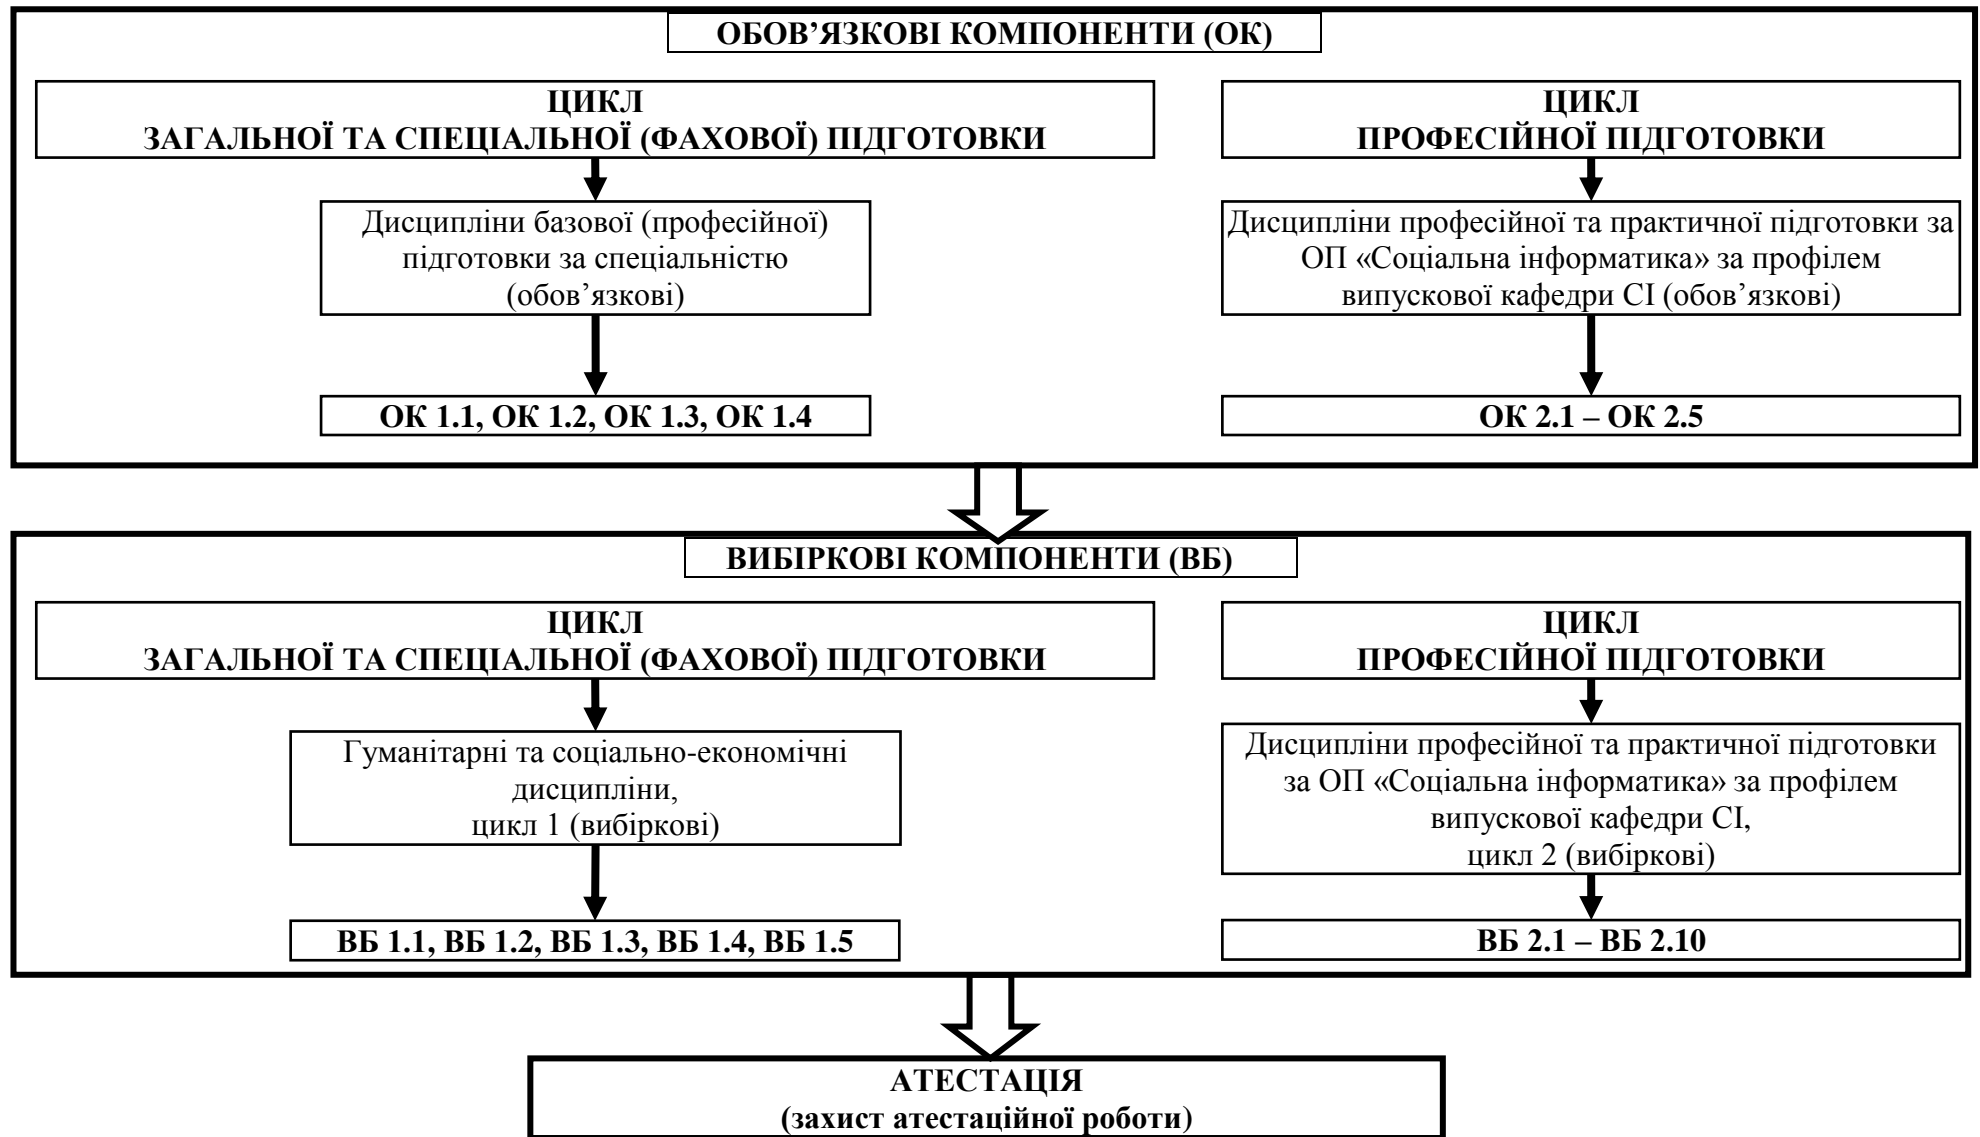 ОБОВ’ЯЗКОВІ КОМПОНЕНТИ (ОК)
ЦИКЛ
ЗАГАЛЬНОЇ ТА СПЕЦІАЛЬНОЇ (ФАХОВОЇ) ПІДГОТОВКИ
Дисципліни базової (професійної)
підготовки за спеціальністю
(обов’язкові)
ОК 1.1, ОК 1.2, ОК 1.3, ОК 1.4
ЦИКЛ
ПРОФЕСІЙНОЇ ПІДГОТОВКИ
Дисципліни професійної та практичної підготовки за
ОП «Соціальна інформатика» за профілем
випускової кафедри СІ (обов’язкові)
ОК 2.1 – ОК 2.5
ВИБІРКОВІ КОМПОНЕНТИ (ВБ)
ЦИКЛ
ЗАГАЛЬНОЇ ТА СПЕЦІАЛЬНОЇ (ФАХОВОЇ) ПІДГОТОВКИ
Гуманітарні та соціально-економічні
дисципліни,
цикл 1 (вибіркові)
ВБ 1.1, ВБ 1.2, ВБ 1.3, ВБ 1.4, ВБ 1.5
ЦИКЛ
ПРОФЕСІЙНОЇ ПІДГОТОВКИ
Дисципліни професійної та практичної підготовки
за ОП «Соціальна інформатика» за профілем
випускової кафедри СІ,
цикл 2 (вибіркові)
ВБ 2.1 – ВБ 2.10
АТЕСТАЦІЯ
(захист атестаційної роботи)